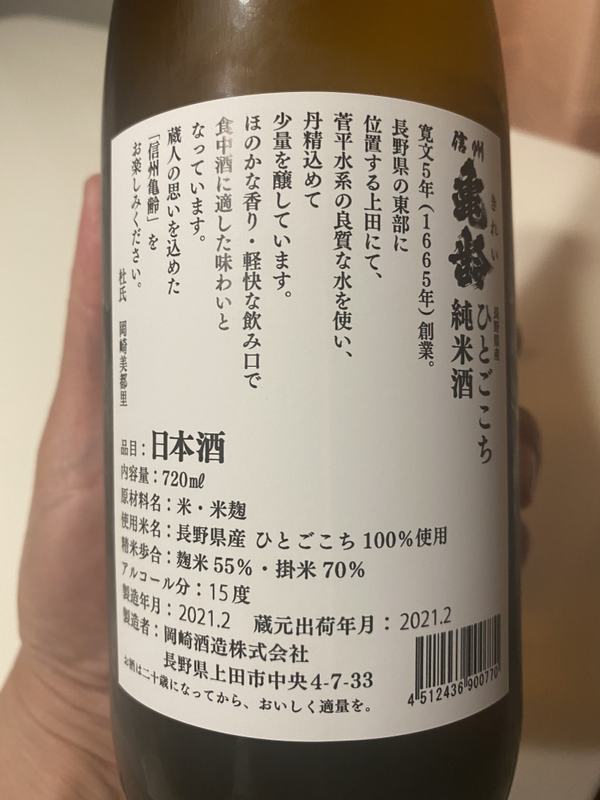 信州
亀齢
きれい
長野県産
ひとごこち
純米酒
寛文5年(1665年)創業。
長野県の東部に
位置する上田にて、
菅平水系の良質な水を使い、
丹精込めて
少量を醸しています。
ほのかな香り・軽快な飲み口で
食中酒に適した味わいと
なっています。
蔵人の思いを込めた
「信州亀齢」を
お楽しみください。
杜氏 岡崎美都里
品目:日本酒
内容量:720㎖
原材料名:米・米麹
使用米名:長野県産 ひとごこち 100%使用
精米歩合:麹米 55%・掛米 70%
アルコール分:15度
製造年月:2021.2 蔵元出荷年月:2021.2
製造者:岡崎酒造株式会社
長野県上田市中央4-7-33
お酒は二十歳になってから、おいしく適量を。
4 512436 900770